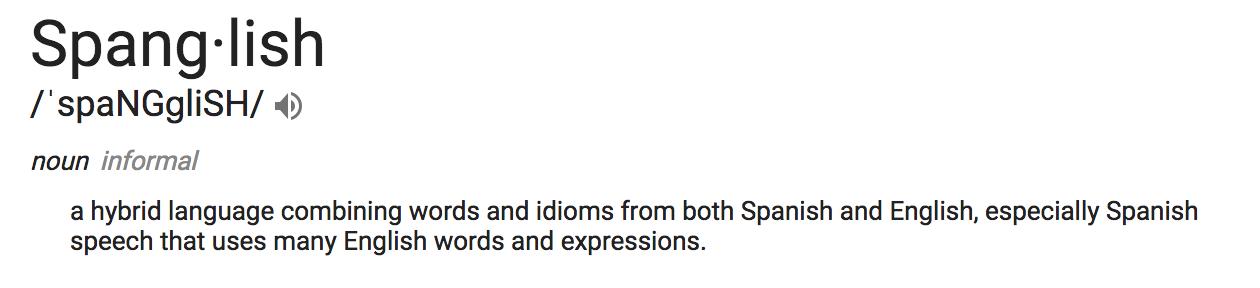 Spang·lish
/ˈspaNGgliSH/
noun informal
a hybrid language combining words and idioms from both Spanish and English, especially Spanish
speech that uses many English words and expressions.